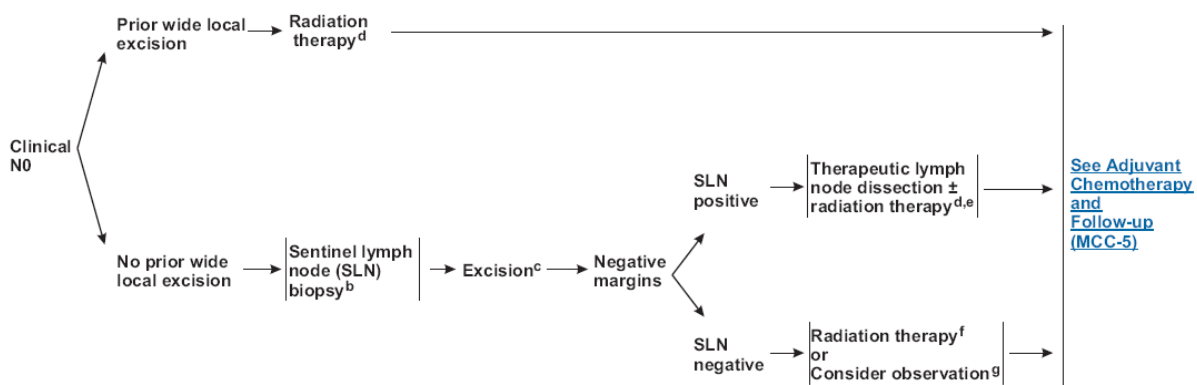 Prior wide local
excision
Radiation
therapyd
Clinical
N0
No prior wide
local excision
Sentinel lymph
node (SLN)
biopsyb
Excisionc
Negative
margins
SLN
positive
Therapeutic lymph
node dissection ±
radiation therapyd,e
SLN
negative
Radiation therapyf
or
Consider observationg
See Adjuvant
Chemotherapy
and
Follow-up
(MCC-5)